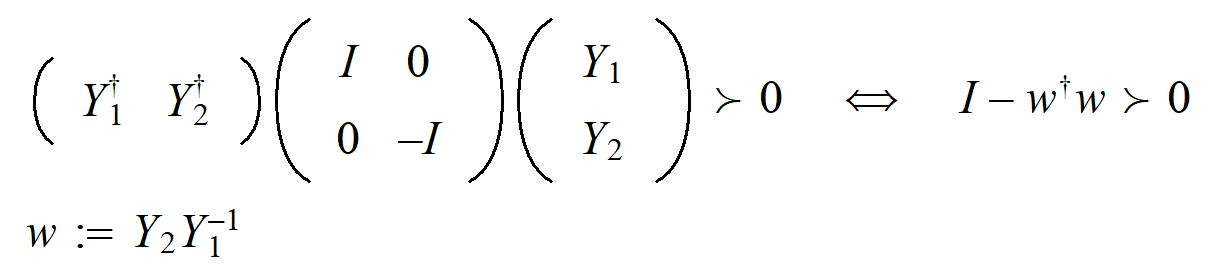 ( Y₁† Y₂† ) ( I 0 ; 0 –I ) ( Y₁ ; Y₂ ) ≻ 0 ⇔ I – w†w ≻ 0
w := Y₂Y₁⁻¹